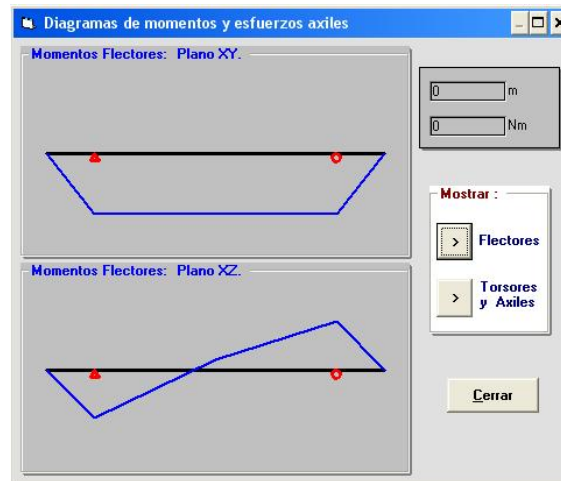 Diagramas de momentos y esfuerzos axiles
Momentos Flectores: Plano XY.
0 m
0 Nm
Mostrar :
> Flectores
> Torsores
y Axiles
Momentos Flectores: Plano XZ.
Cerrar